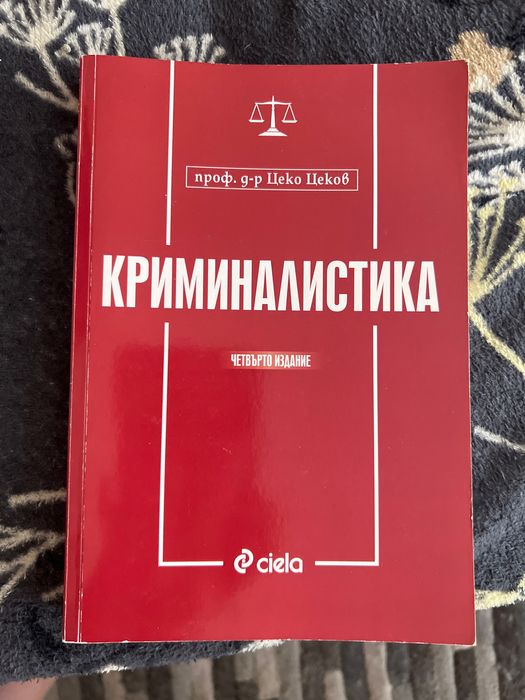 проф. д-р Цеко Цеков
КРИМИНАЛИСТИКА
ЧЕТВЪРТО ИЗДАНИЕ
ciela